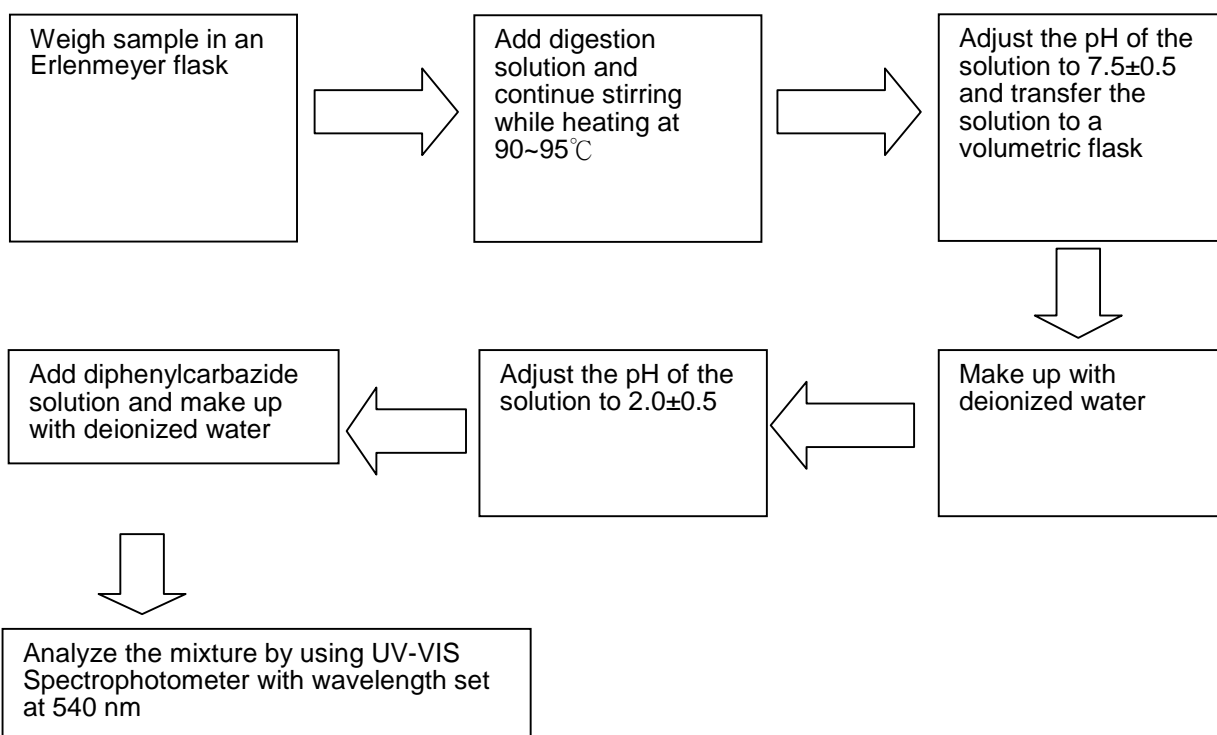 Weigh sample in an
Erlenmeyer flask
Add digestion
solution and
continue stirring
while heating at
90~95℃
Adjust the pH of the
solution to 7.5±0.5
and transfer the
solution to a
volumetric flask
Make up with
deionized water
Adjust the pH of the
solution to 2.0±0.5
Add diphenylcarbazide
solution and make up
with deionized water
Analyze the mixture by using UV-VIS
Spectrophotometer with wavelength set
at 540 nm